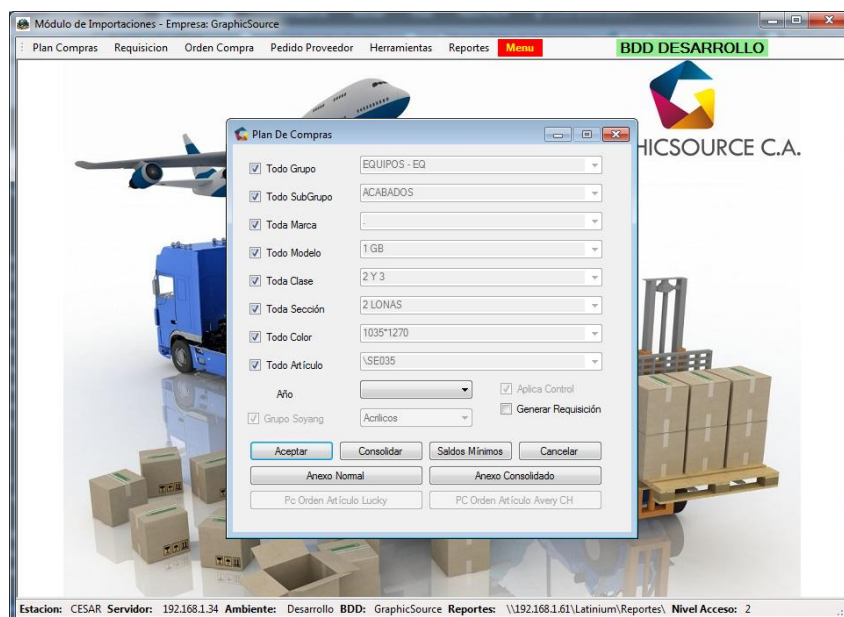 Módulo de Importaciones - Empresa: GraphicSource
Plan Compras Requisicion Orden Compra Pedido Proveedor Herramientas Reportes Menu BDD DESARROLLO
HICSOURCE C.A.
Plan De Compras
Todo Grupo EQUIPOS - EQ
Todo SubGrupo ACABADOS
Toda Marca .
Todo Modelo 1 GB
Toda Clase 2 Y 3
Toda Sección 2 LONAS
Todo Color 1035*1270
Todo Artículo \SE035
Año Aplica Control
Generar Requisición
Grupo Soyang Acrilicos
Aceptar Consolidar Saldos Mínimos Cancelar
Anexo Normal Anexo Consolidado
Pc Orden Artículo Lucky PC Orden Artículo Avery CH
Estacion: CESAR Servidor: 192.168.1.34 Ambiente: Desarrollo BDD: GraphicSource Reportes: \\192.168.1.61\Latinium\Reportes\ Nivel Acceso: 2